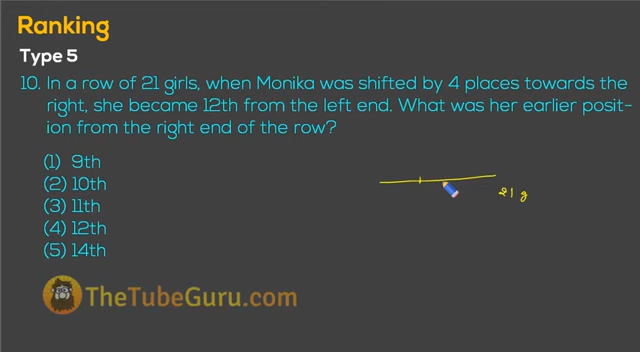 Ranking
Type 5
10. In a row of 21 girls, when Monika was shifted by 4 places towards the
right, she became 12th from the left end. What was her earlier posit-
ion from the right end of the row?
(1) 9th
(2) 10th
(3) 11th
(4) 12th
(5) 14th
21 g
TheTubeGuru.com